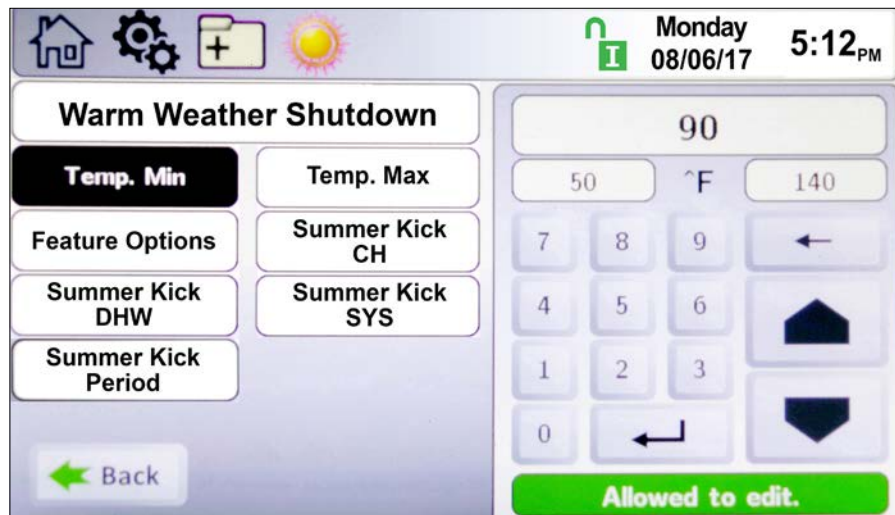 Monday
08/06/17
5:12PM
I
Warm Weather Shutdown
Temp. Min
Temp. Max
Feature Options
Summer Kick
CH
Summer Kick
DHW
Summer Kick
SYS
Summer Kick
Period
Back
90
50 ^F 140
7 8 9
4 5 6
1 2 3
0
Allowed to edit.